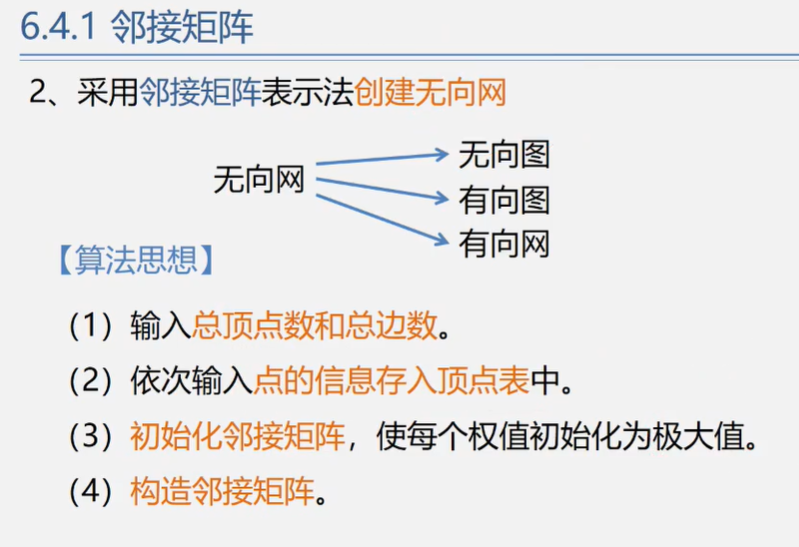 6.4.1 邻接矩阵
2、采用邻接矩阵表示法创建无向网
无向网
无向图
有向图
有向网
【算法思想】
（1）输入总顶点数和总边数。
（2）依次输入点的信息存入顶点表中。
（3）初始化邻接矩阵，使每个权值初始化为极大值。
（4）构造邻接矩阵。